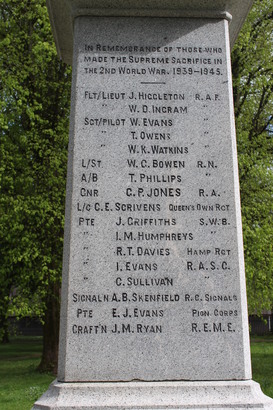 IN REMEMBRANCE OF THOSE WHO
MADE THE SUPREME SACRIFICE IN
THE 2ND WORLD WAR. 1939-1945.
FLT/LIEUT J. HIGGLETON R.A.F.
" W. D. INGRAM "
SGT/PILOT W. EVANS "
" T. OWENS "
" W. K. WATKINS "
L/ST W. C. BOWEN R.N.
A/B T. PHILLIPS "
GNR C. P. JONES R.A.
L/C C. E. SCRIVENS QUEEN'S OWN RGT
PTE J. GRIFFITHS S.W.B.
" I. M. HUMPHREYS "
" R. T. DAVIES HAMP RGT
" I. EVANS R.A.S.C.
" C. SULLIVAN "
SIGNALN A. B. SKENFIELD R.C. SIGNALS
PTE E. J. EVANS PION CORPS
CRAFT'N J. M. RYAN R.E.M.E.